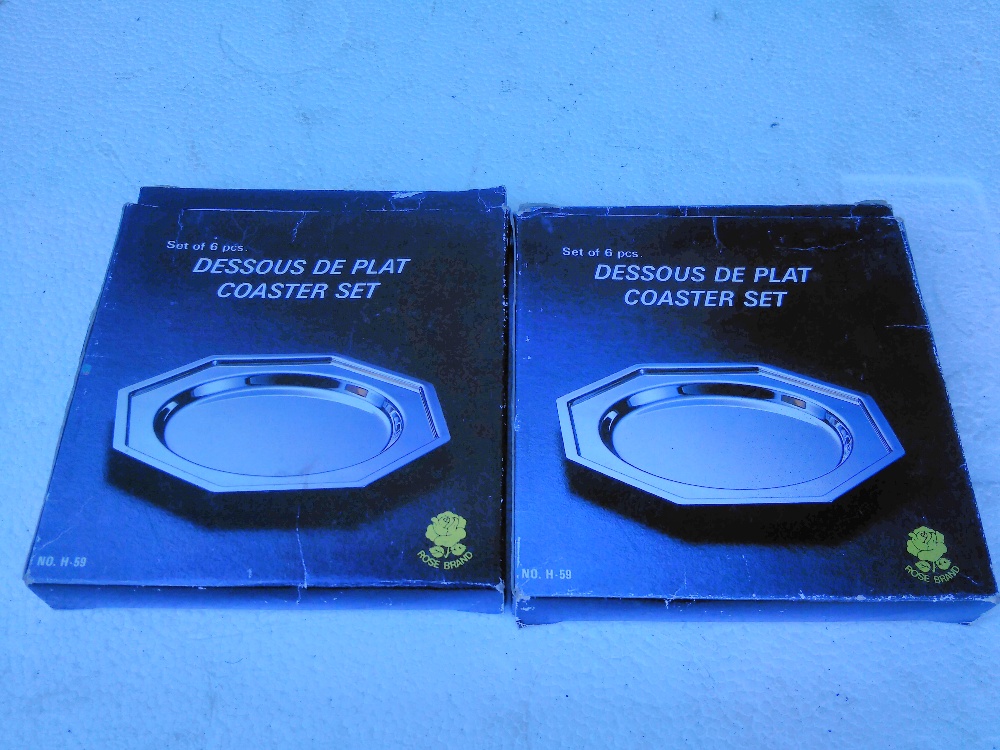 Set of 6 pcs.
DESSOUS DE PLAT
COASTER SET
NO. H-59
ROSE BRAND
Set of 6 pcs.
DESSOUS DE PLAT
COASTER SET
NO. H-59
ROSE BRAND